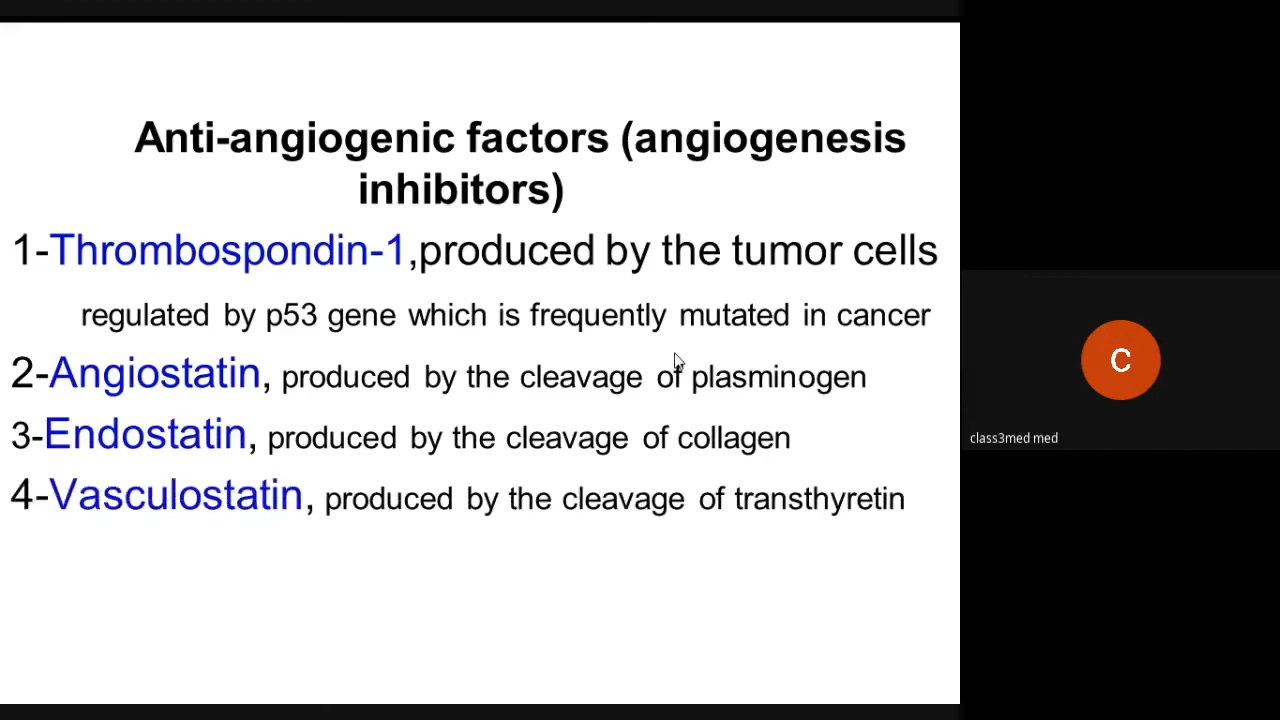 Anti-angiogenic factors (angiogenesis
inhibitors)
1-Thrombospondin-1,produced by the tumor cells
regulated by p53 gene which is frequently mutated in cancer
2-Angiostatin, produced by the cleavage of plasminogen
3-Endostatin, produced by the cleavage of collagen
4-Vasculostatin, produced by the cleavage of transthyretin
C
class3med med